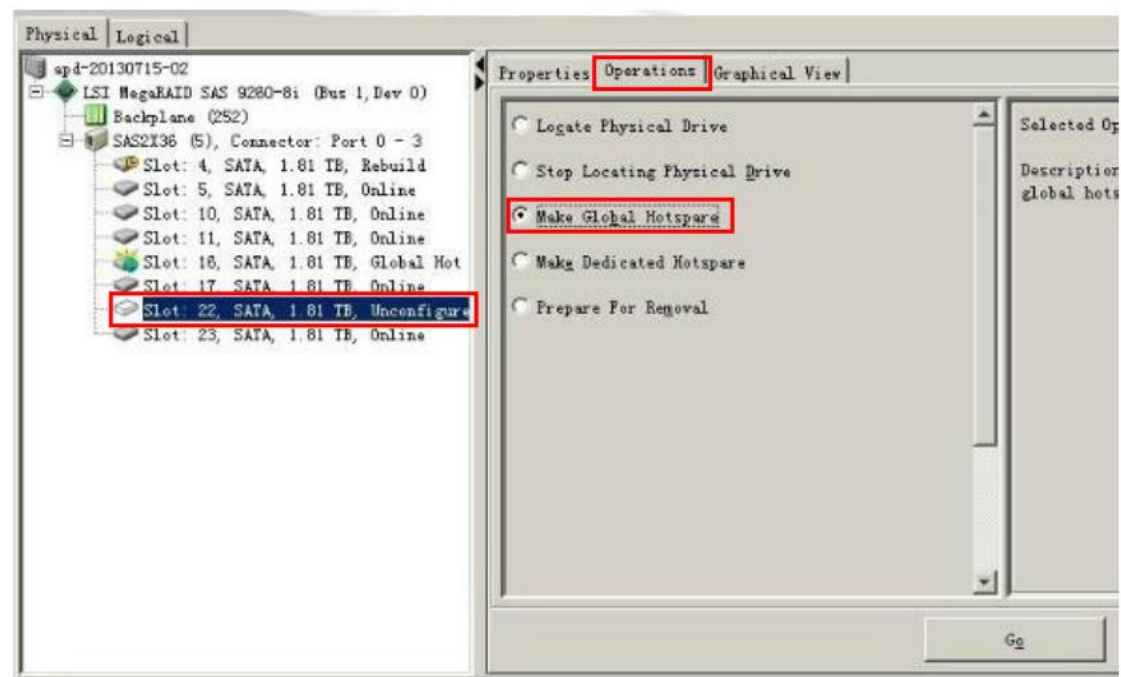 Physical Logical
spd-20130715-02
LSI MegaRAID SAS 9260-8i (Bus 1,Dev 0)
Backplane (252)
SAS2X36 (5), Connector: Port 0 - 3
Slot: 4, SATA, 1.81 TB, Rebuild
Slot: 5, SATA, 1.81 TB, Online
Slot: 10, SATA, 1.81 TB, Online
Slot: 11, SATA, 1.81 TB, Online
Slot: 16, SATA, 1.81 TB, Global Hot
Slot: 17, SATA, 1.81 TB, Online
Slot: 22, SATA, 1.81 TB, Unconfigure
Slot: 23, SATA, 1.81 TB, Online
Properties Operations Graphical View
Locate Physical Drive
Stop Locating Physical Drive
Make Global Hotspare
Make Dedicated Hotspare
Prepare For Removal
Selected Op
Description
global hots
Go